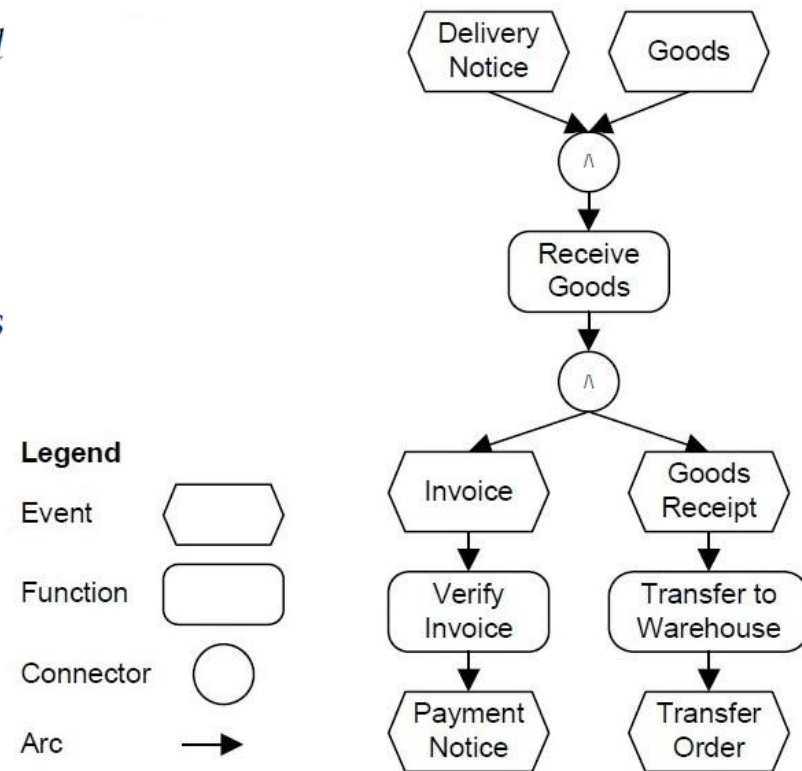 Delivery
Notice
Goods
/\
Receive
Goods
/\
Legend
Event
Function
Connector
Arc
Invoice
Goods
Receipt
Verify
Invoice
Transfer to
Warehouse
Payment
Notice
Transfer
Order